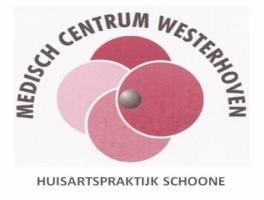 MEDISCH CENTRUM WESTERHOVEN
HUISARTSPRAKTIJK SCHOONE